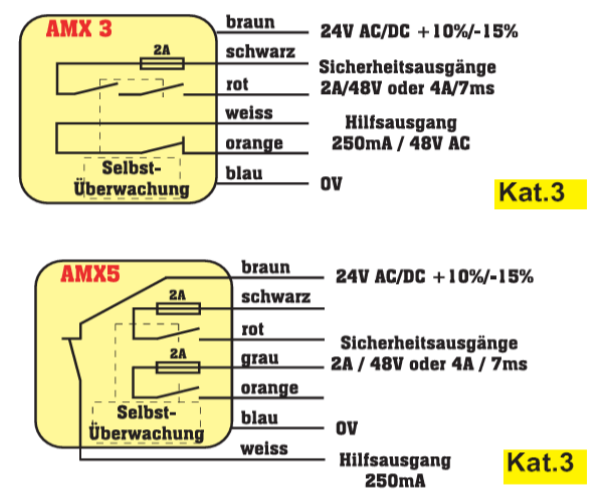 AMX 3
braun
24V AC/DC +10%/-15%
2A
schwarz
Sicherheitsausgänge
rot
2A/48V oder 4A/7ms
weiss
Hilfsausgang
orange
250mA / 48V AC
Selbst-
Überwachung
blau
0V
Kat.3
AMX5
braun
24V AC/DC +10%/-15%
2A
schwarz
rot
Sicherheitsausgänge
2A
grau
2A / 48V oder 4A / 7ms
orange
Selbst-
Überwachung
blau
0V
weiss
Hilfsausgang
250mA
Kat.3